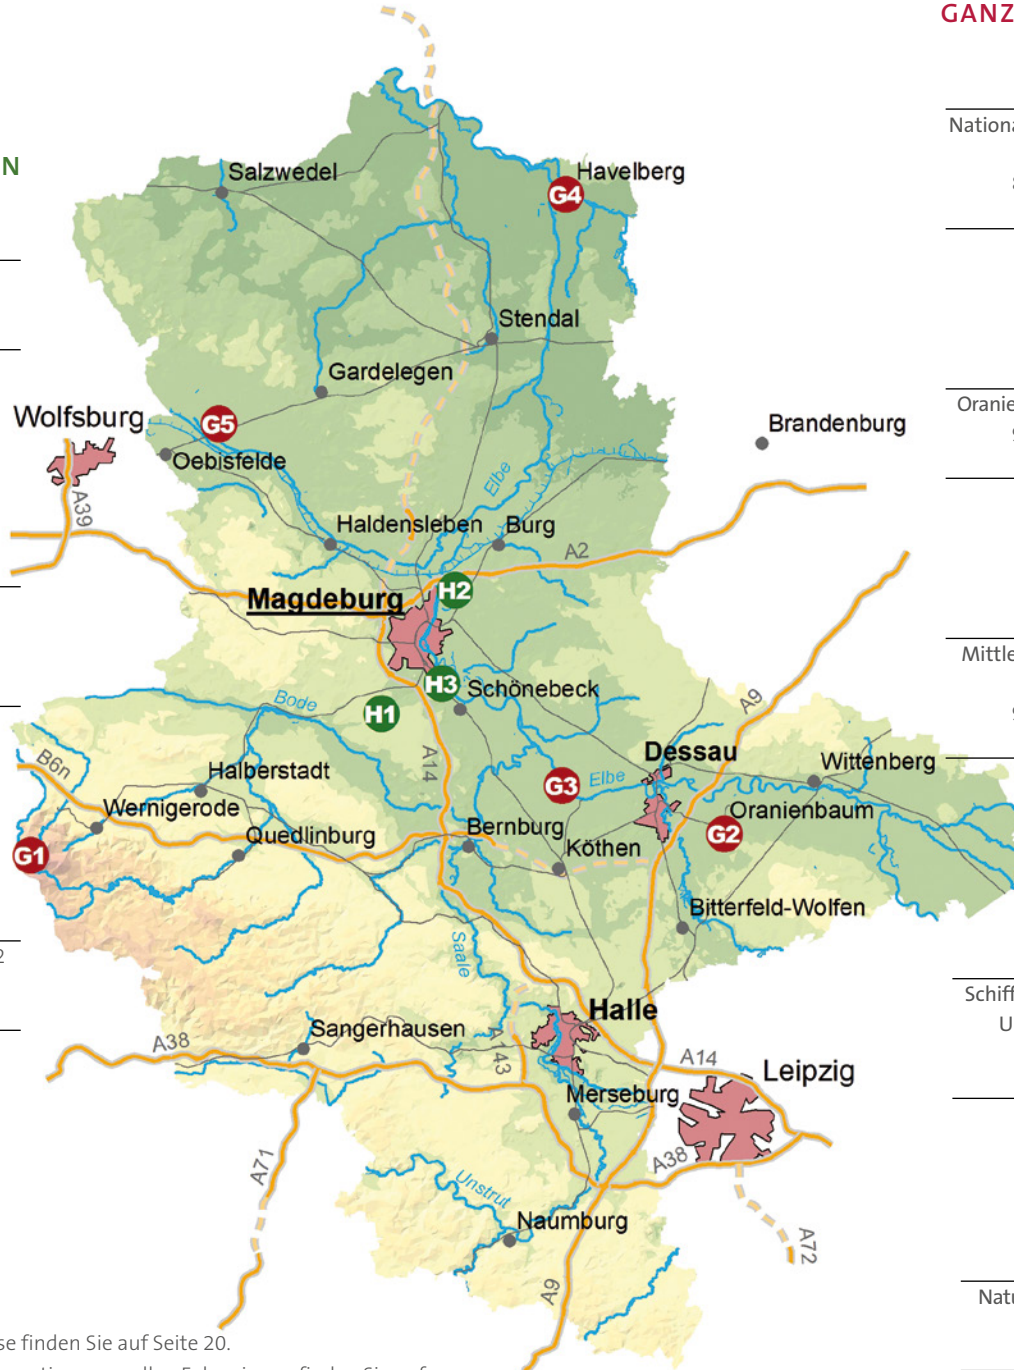 GANZ
Nationa
N
Salzwedel
Havelberg
G4
Stendal
Gardelegen
Wolfsburg
G5
Oranie
Brandenburg
Oebisfelde
A39
Elbe
Haldensleben
Burg
A2
Magdeburg
H2
Mittle
H3
Schönebeck
Bode
H1
A9
A14
Dessau
B6n
Halberstadt
G3
Elbe
Wittenberg
Wernigerode
Oranienbaum
Quedlinburg
Bernburg
G2
G1
Köthen
Bitterfeld-Wolfen
2
Saale
Schiff
U
Halle
Sangerhausen
A38
A143
A14
Leipzig
Merseburg
A38
A71
Unstrut
Naumburg
A72
A9
Natu
se finden Sie auf Seite 20.